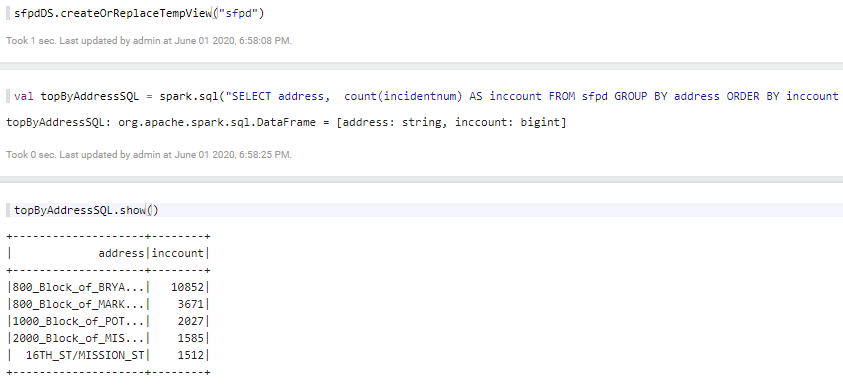 sfpdDS.createOrReplaceTempView("sfpd")
Took 1 sec. Last updated by admin at June 01 2020, 6:58:08 PM.
val topByAddressSQL = spark.sql("SELECT address,  count(incidentnum) AS inccount FROM sfpd GROUP BY address ORDER BY inccount
topByAddressSQL: org.apache.spark.sql.DataFrame = [address: string, inccount: bigint]
Took 0 sec. Last updated by admin at June 01 2020, 6:58:25 PM.
topByAddressSQL.show()
+--------------------+--------+
|             address|inccount|
+--------------------+--------+
|800_Block_of_BRYA...|   10852|
|800_Block_of_MARK...|    3671|
|1000_Block_of_POT...|    2027|
|2000_Block_of_MIS...|    1585|
|  16TH_ST/MISSION_ST|    1512|
+--------------------+--------+